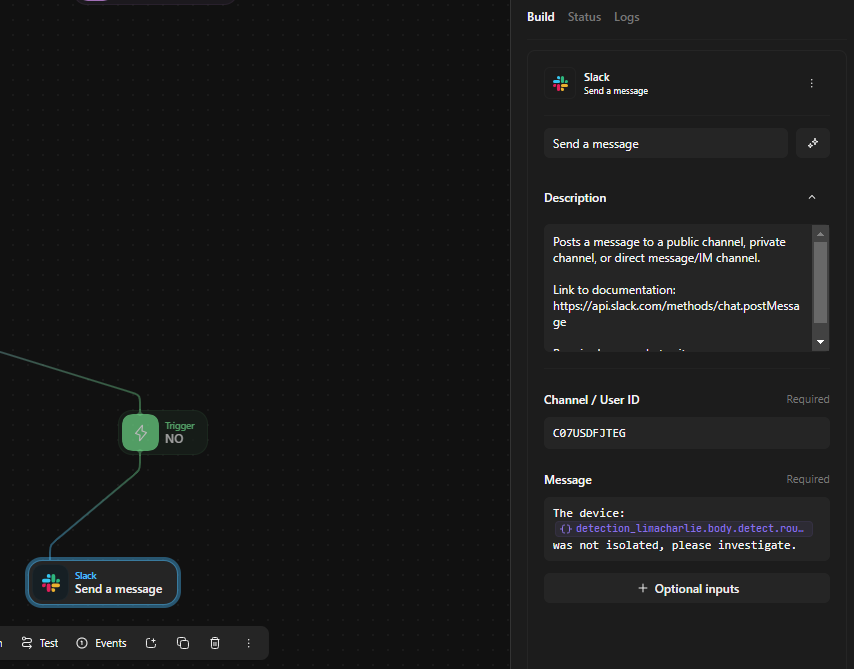 Build Status Logs
Slack
Send a message
Send a message
Description
Posts a message to a public channel, private
channel, or direct message/IM channel.
Link to documentation:
https://api.slack.com/methods/chat.postMessa
ge
Channel / User ID Required
C07USDFJTEG
Message Required
The device:
{} detection_limacharlie.body.detect.rou…
was not isolated, please investigate.
+ Optional inputs
Trigger
NO
Slack
Send a message
Test Events